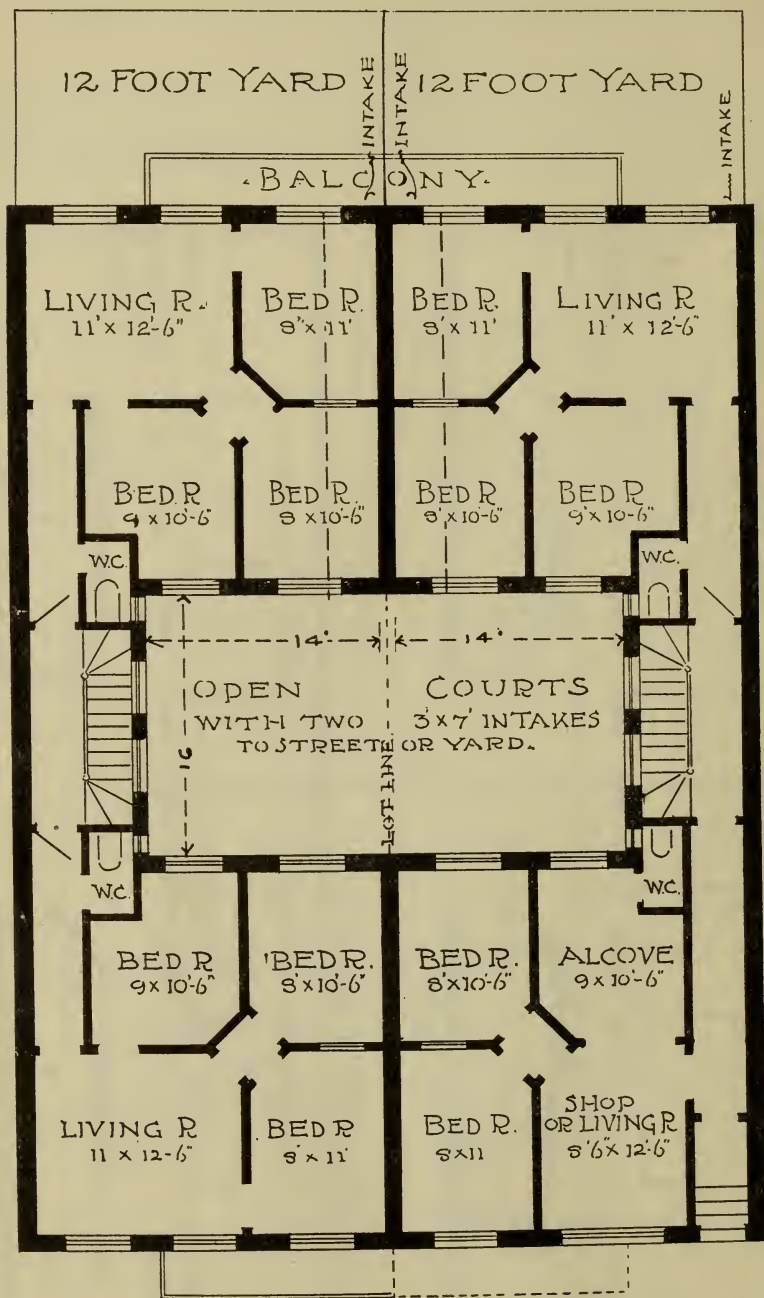 12 FOOT YARD
INTAKE
INTAKE
12 FOOT YARD
INTAKE
BALCONY
LIVING R.
11' x 12'-6"
BED R.
8' x 11'
BED R.
8' x 11'
LIVING R
11' x 12'-6"
BED. R
9 x 10'-6"
BED R.
8 x 10'-6"
BED R
8' x 10'-6"
BED R
9' x 10-6"
W.C.
W.C.
14'
14'
16
OPEN COURTS
WITH TWO 3'x7' INTAKES
TO STREET OR YARD.
LOT LINE
W.C.
W.C.
BED R
9 x 10'-6"
BED R.
8' x 10'-6"
BED R.
8' x 10'-6"
ALCOVE
9 x 10'-6"
LIVING R
11 x 12-6"
BED R
8' x 11'
BED R.
8 x 11
SHOP
OR LIVING R
8'6" x 12'-6"